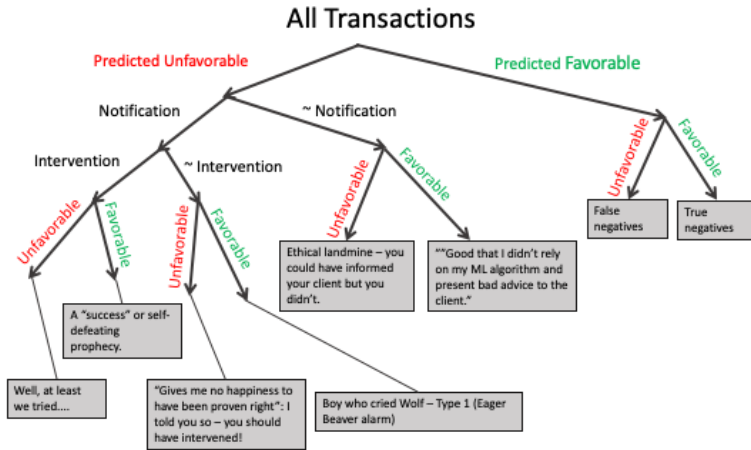 All Transactions
Predicted Unfavorable
Predicted Favorable
Notification
~ Notification
Intervention
~ Intervention
Unfavorable
Favorable
Unfavorable
Favorable
Unfavorable
Favorable
Unfavorable
Favorable
False
negatives
True
negatives
Ethical landmine – you
could have informed
your client but you
didn't.
""Good that I didn't rely
on my ML algorithm and
present bad advice to the
client."
A "success" or self-
defeating
prophecy.
Well, at least
we tried....
"Gives me no happiness to
have been proven right": I
told you so – you should
have intervened!
Boy who cried Wolf – Type 1 (Eager
Beaver alarm)